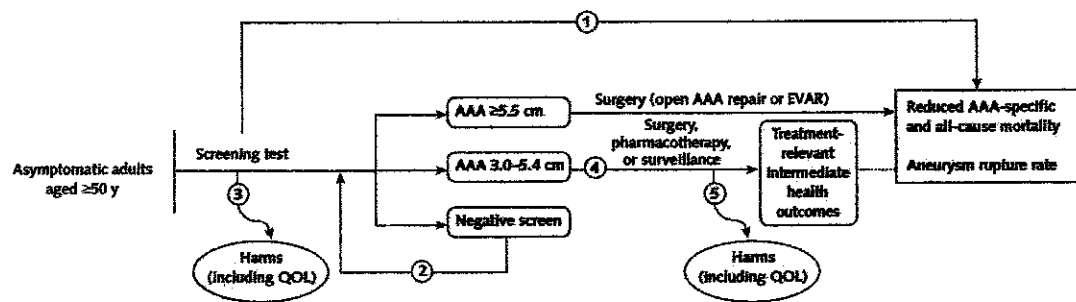 1
AAA ≥5.5 cm
Surgery (open AAA repair or EVAR)
Reduced AAA-specific
and all-cause mortality
Aneurysm rupture rate
Asymptomatic adults
aged ≥50 y
Screening test
3
AAA 3.0–5.4 cm
4
Surgery,
pharmacotherapy,
or surveillance
5
Treatment-
relevant
intermediate
health
outcomes
Negative screen
2
Harms
(including QOL)
Harms
(including QOL)